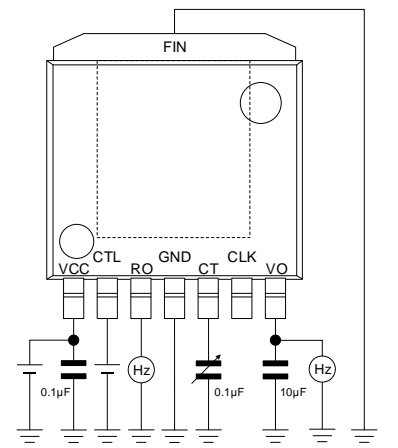 FIN
CTL GND CLK
VCC RO CT VO
Hz Hz
0.1µF 0.1µF 10µF